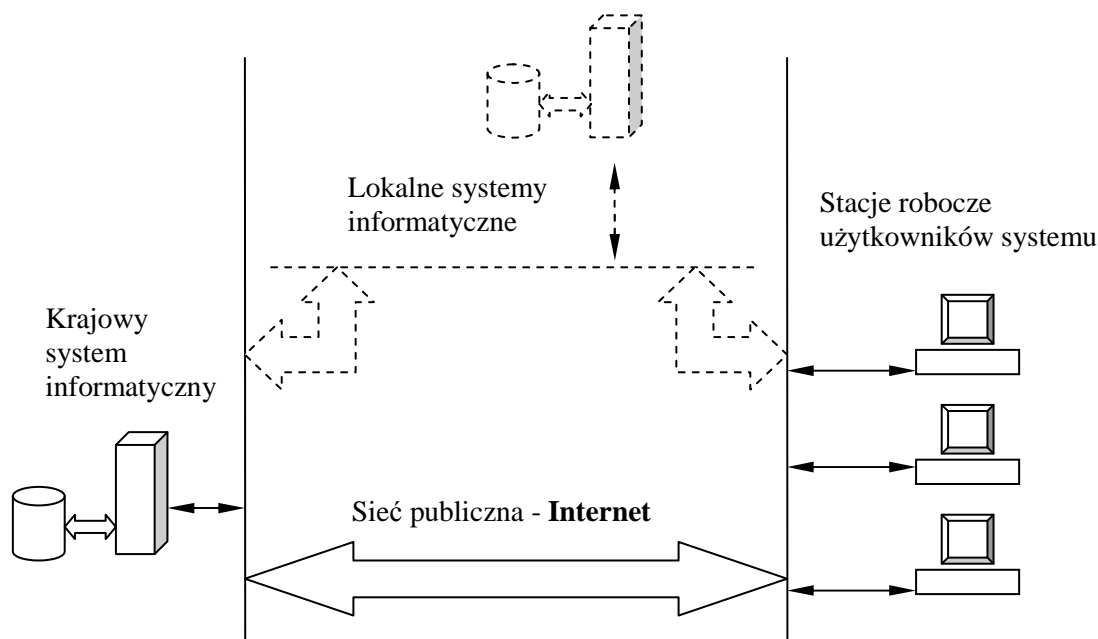 Lokalne systemy
informatyczne
Stacje robocze
użytkowników systemu
Krajowy
system
informatyczny
Sieć publiczna - Internet